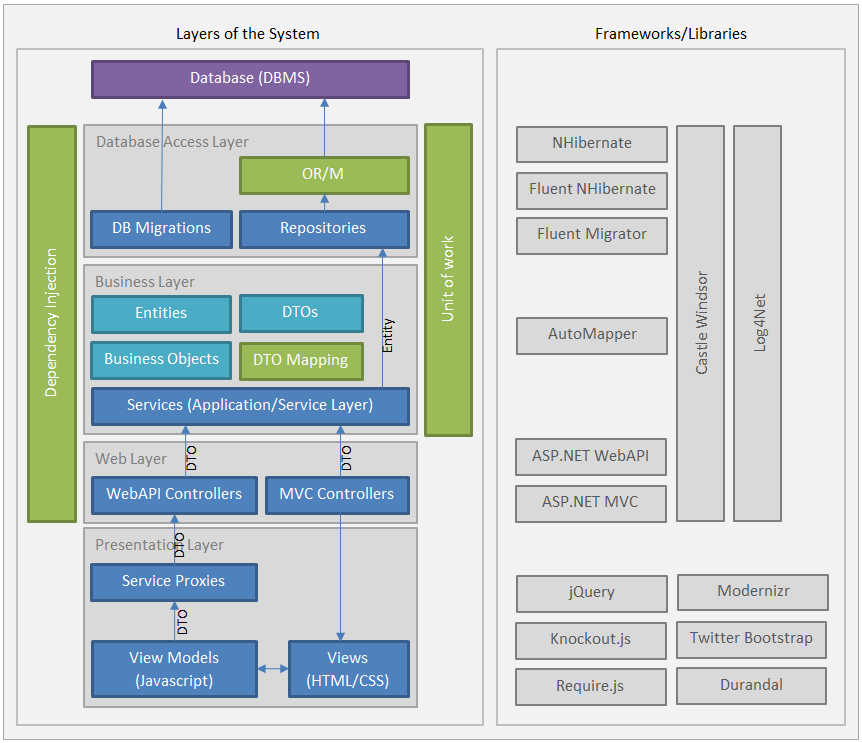 Layers of the System
Database (DBMS)
Dependency Injection
Database Access Layer
OR/M
DB Migrations
Repositories
Unit of work
Business Layer
Entities
DTOs
Business Objects
DTO Mapping
Entity
Services (Application/Service Layer)
DTO
DTO
Web Layer
WebAPI Controllers
MVC Controllers
DTO
Presentation Layer
Service Proxies
DTO
View Models
(Javascript)
Views
(HTML/CSS)
Frameworks/Libraries
NHibernate
Fluent NHibernate
Fluent Migrator
AutoMapper
ASP.NET WebAPI
ASP.NET MVC
Castle Windsor
Log4Net
jQuery
Modernizr
Knockout.js
Twitter Bootstrap
Require.js
Durandal